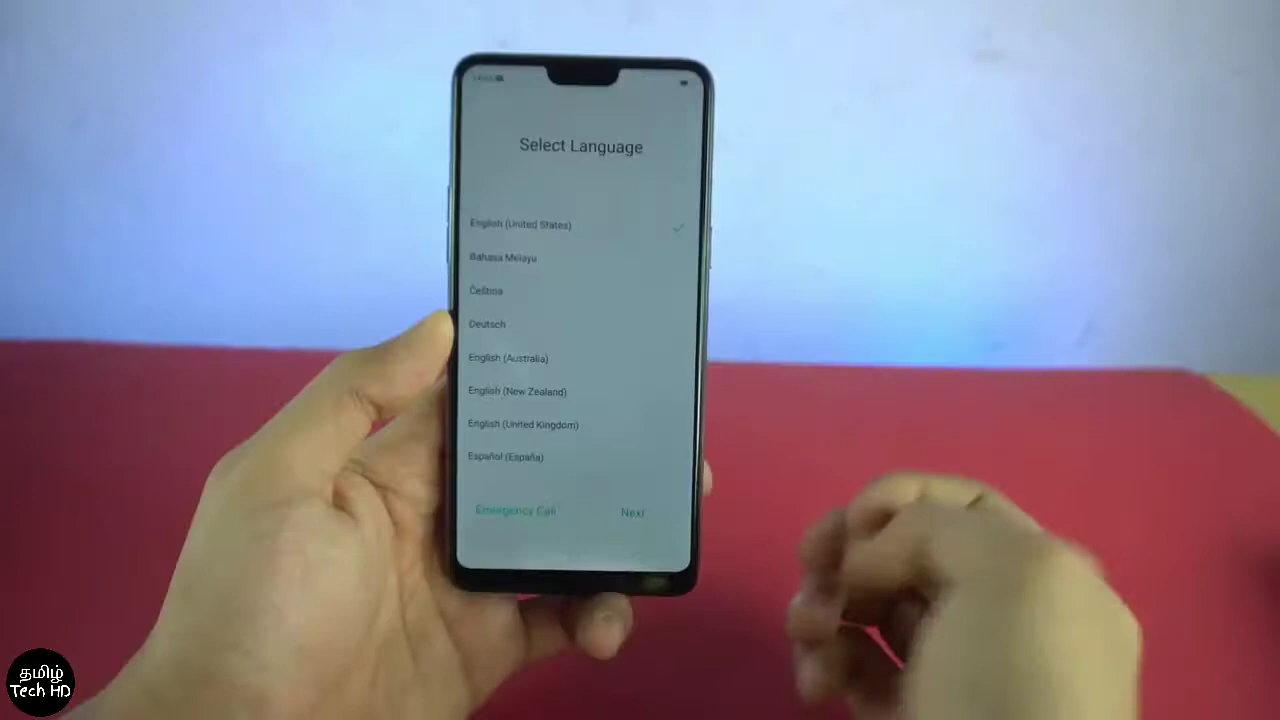 Select Language
English (United States)
Bahasa Melayu
Čeština
Deutsch
English (Australia)
English (New Zealand)
English (United Kingdom)
Español (España)
Emergency Call
Next
தமிழ்
Tech HD